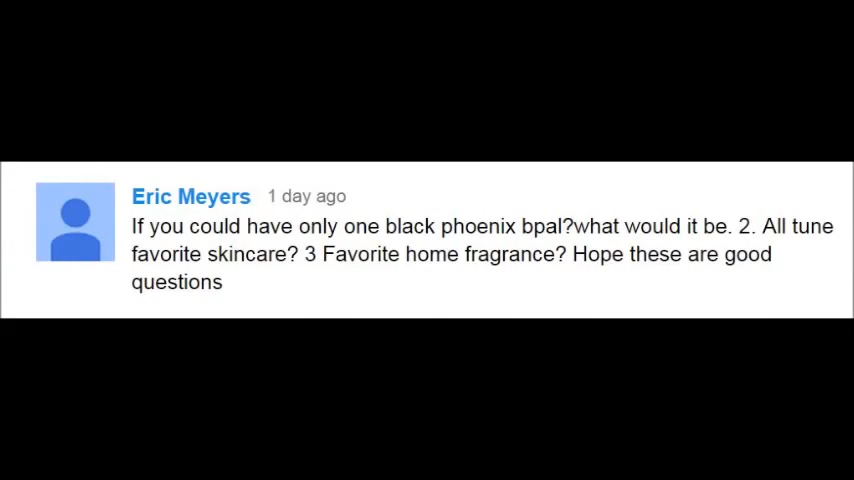 Eric Meyers 1 day ago
If you could have only one black phoenix bpal?what would it be. 2. All tune
favorite skincare? 3 Favorite home fragrance? Hope these are good
questions